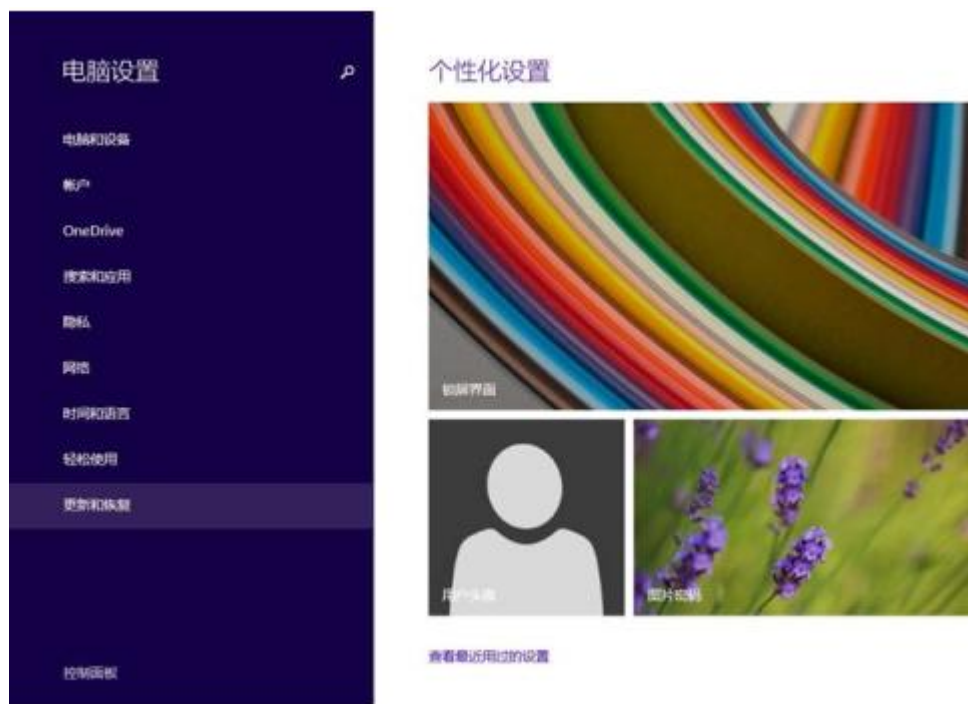 电脑设置
电脑和设备
帐户
OneDrive
搜索和应用
隐私
网络
时间和语言
轻松使用
更新和恢复
控制面板
个性化设置
锁屏界面
用户头像
图片密码
查看最近用过的设置